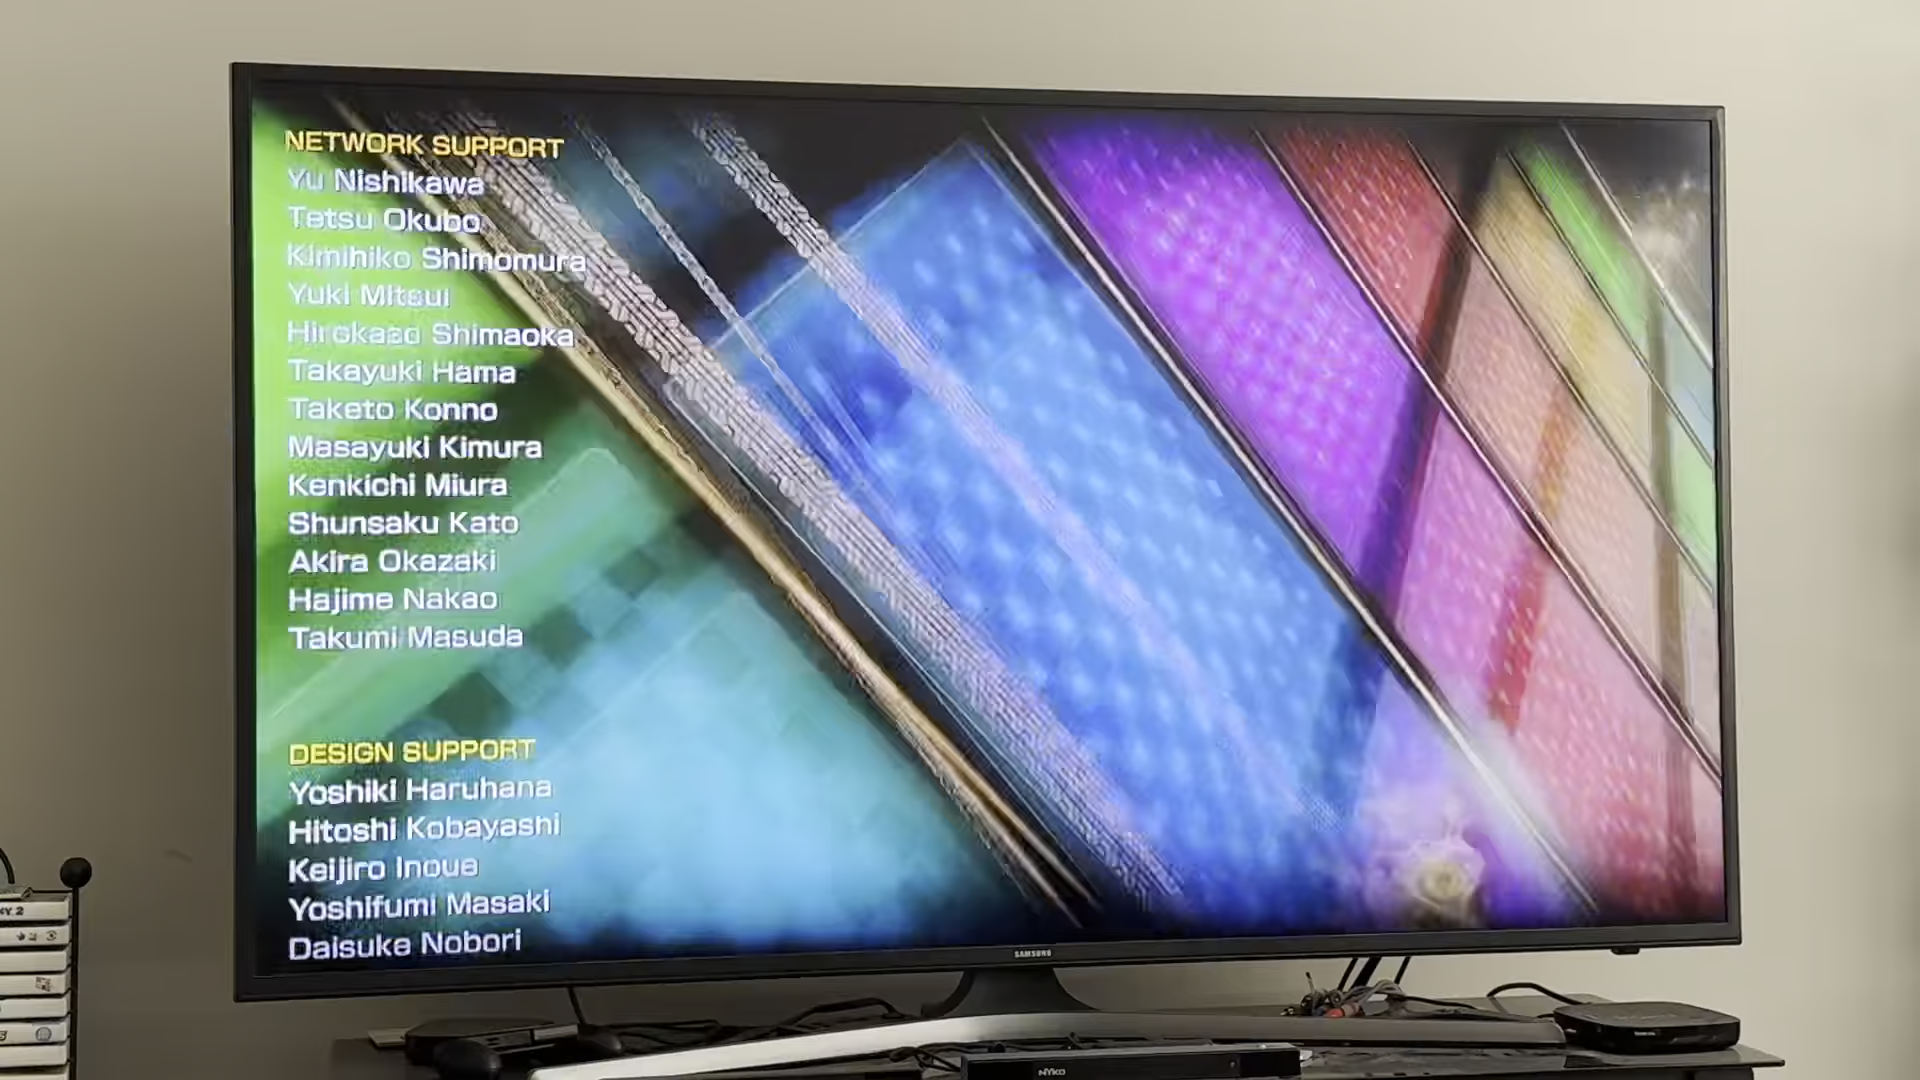 NETWORK SUPPORT
Yu Nishikawa
Tetsu Okubo
Kimihiko Shimomura
Yuki Mitsui
Hirokazo Shimaoka
Takayuki Hama
Taketo Konno
Masayuki Kimura
Kenkichi Miura
Shunsaku Kato
Akira Okazaki
Hajime Nakao
Takumi Masuda
DESIGN SUPPORT
Yoshiki Haruhana
Hitoshi Kobayashi
Keijiro Inoue
Yoshifumi Masaki
Daisuke Nobori
SAMSUNG
NYKO